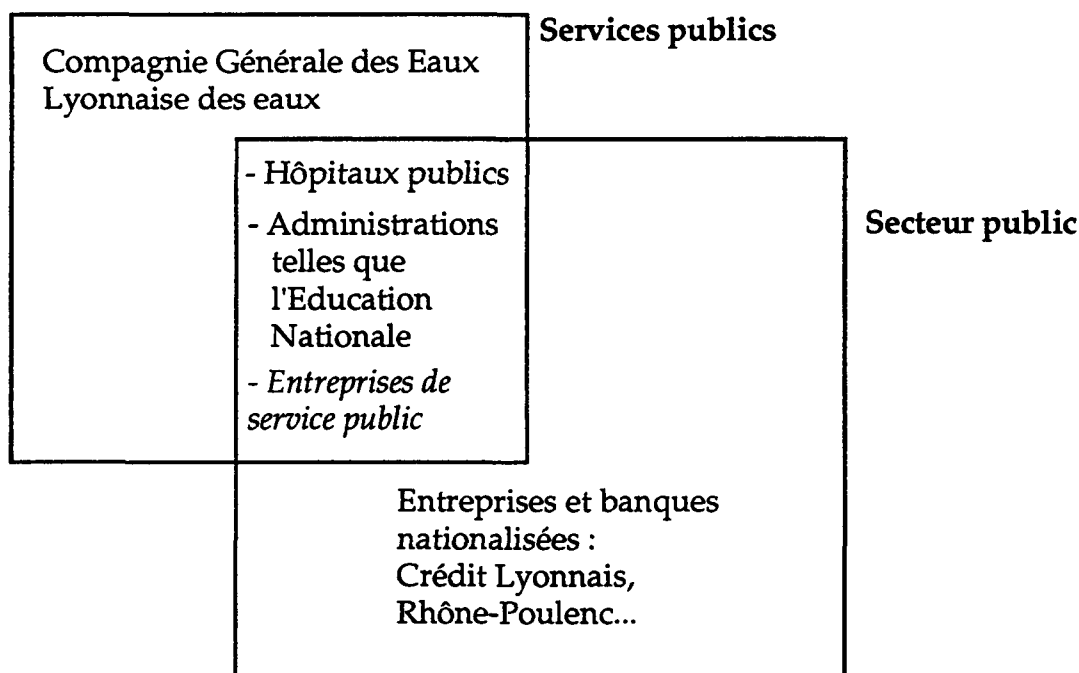 Services publics
Compagnie Générale des Eaux
Lyonnaise des eaux
- Hôpitaux publics
- Administrations
telles que
l'Education
Nationale
- Entreprises de
service public
Secteur public
Entreprises et banques
nationalisées :
Crédit Lyonnais,
Rhône-Poulenc...